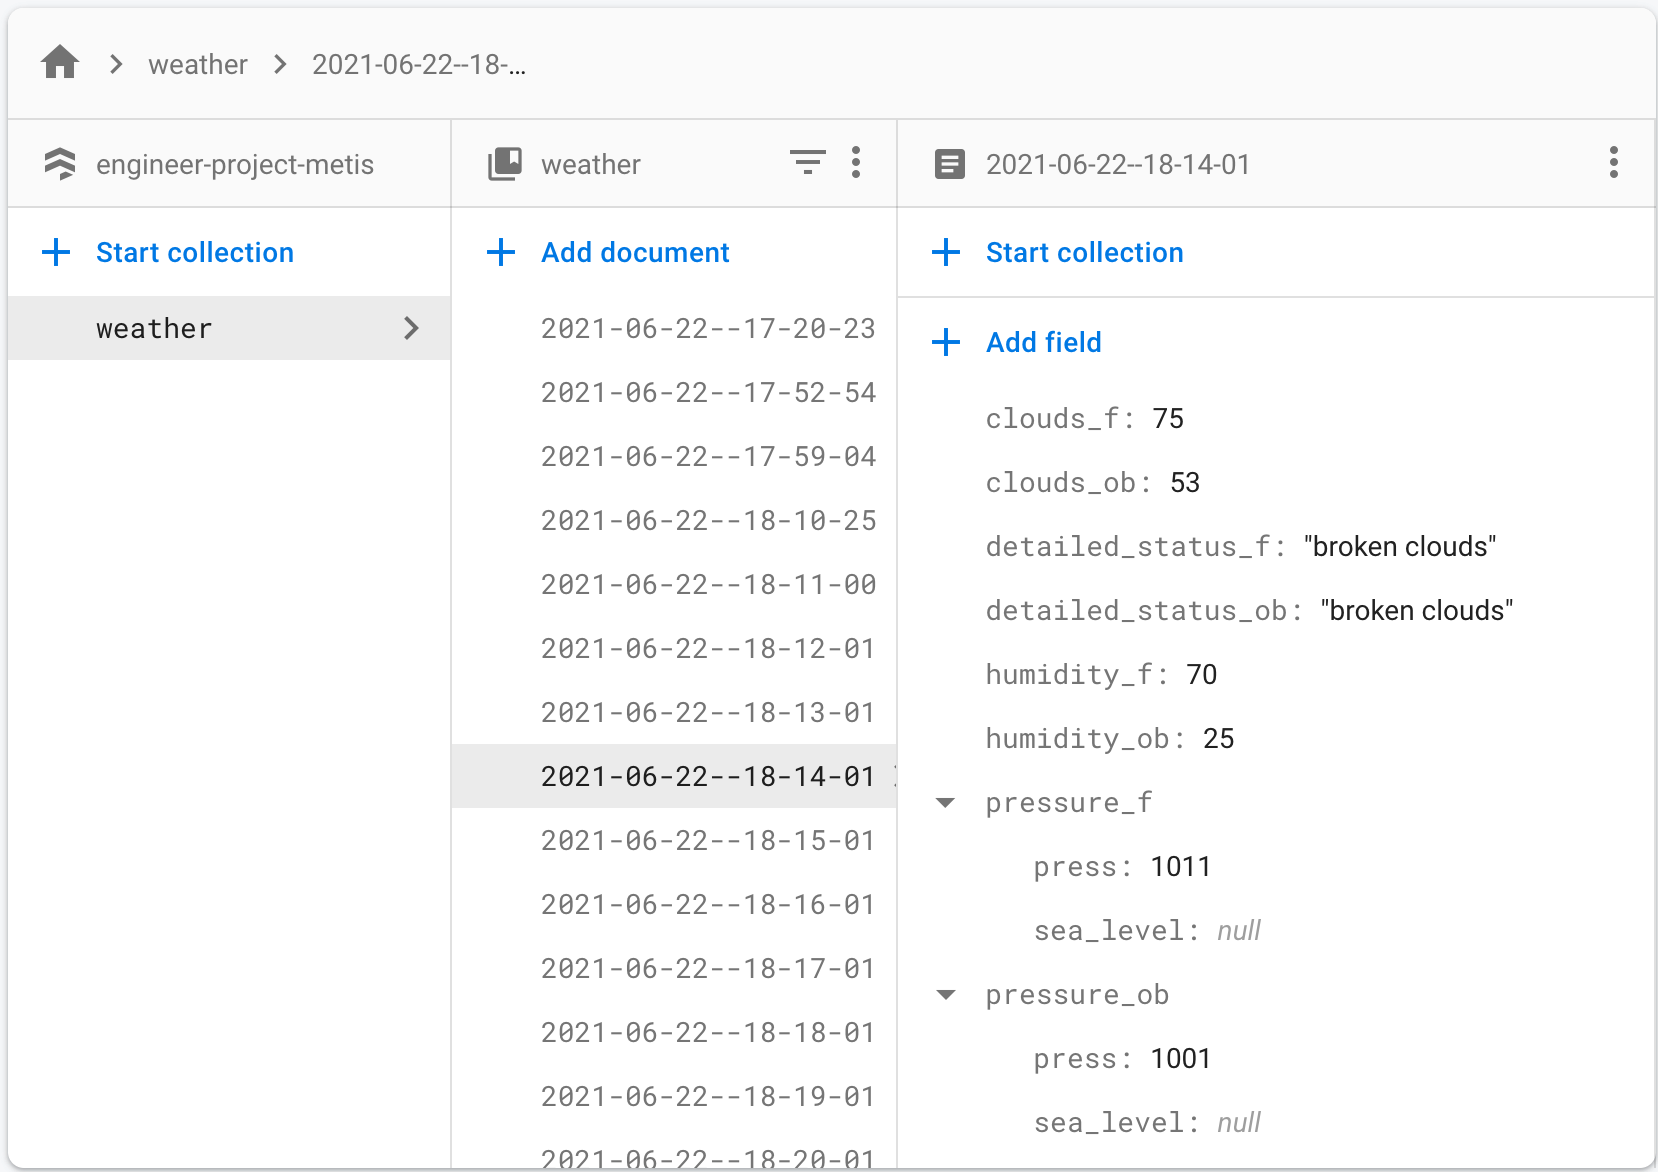 weather
2021-06-22--18-...
engineer-project-metis
Start collection
weather
weather
Add document
2021-06-22--17-20-23
2021-06-22--17-52-54
2021-06-22--17-59-04
2021-06-22--18-10-25
2021-06-22--18-11-00
2021-06-22--18-12-01
2021-06-22--18-13-01
2021-06-22--18-14-01
2021-06-22--18-15-01
2021-06-22--18-16-01
2021-06-22--18-17-01
2021-06-22--18-18-01
2021-06-22--18-19-01
2021-06-22--18-20-01
2021-06-22--18-14-01
Start collection
Add field
clouds_f: 75
clouds_ob: 53
detailed_status_f: "broken clouds"
detailed_status_ob: "broken clouds"
humidity_f: 70
humidity_ob: 25
pressure_f
press: 1011
sea_level: null
pressure_ob
press: 1001
sea_level: null